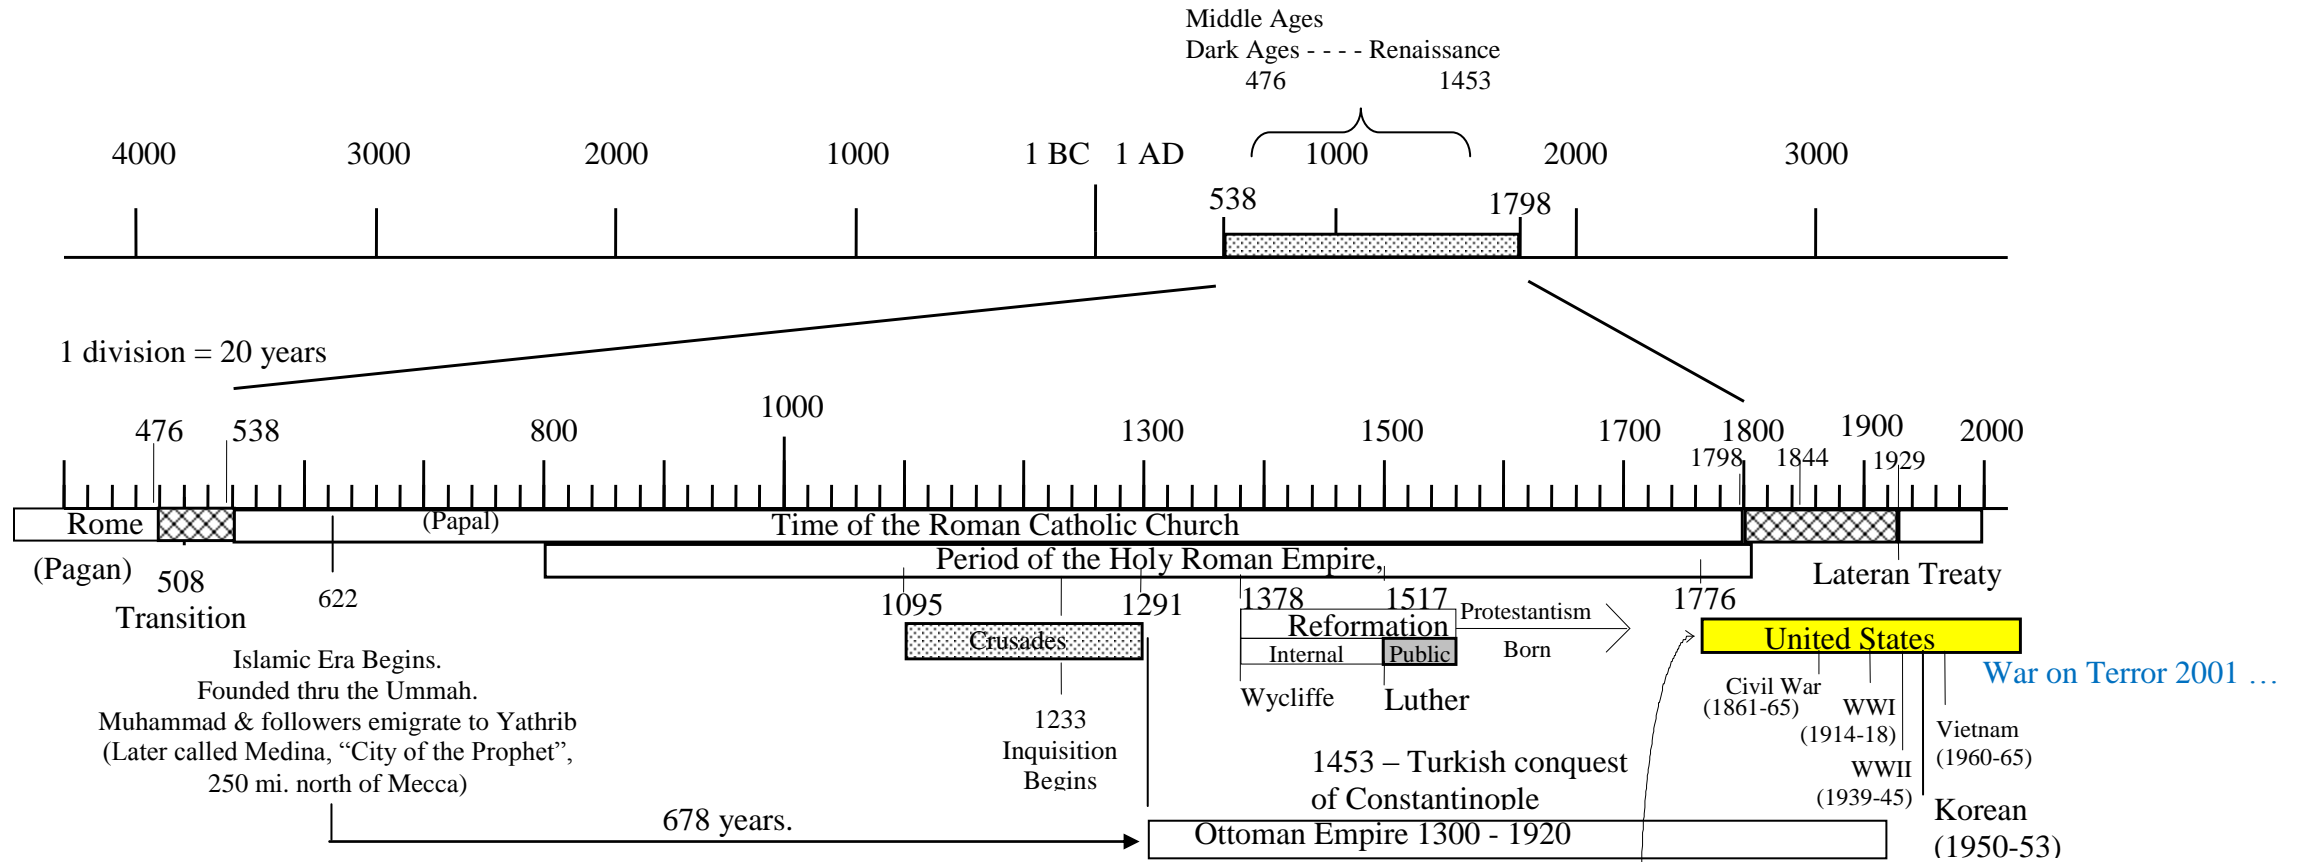 Middle Ages
Dark Ages - - - - Renaissance
476 1453
4000 3000 2000 1000 1 BC 1 AD 1000 2000 3000
538 1798
1 division = 20 years
1000
476 538 800 1300 1500 1700 1800 1900 2000
1798 1844 1929
Rome (Papal) Time of the Roman Catholic Church
Period of the Holy Roman Empire,
(Pagan) 508
Transition
622
Lateran Treaty
1095 1291 1378 1517 1776
Crusades
Reformation
Internal Public
Protestantism
Born
Wycliffe Luther
United States
War on Terror 2001 …
Islamic Era Begins.
Founded thru the Ummah.
Muhammad & followers emigrate to Yathrib
(Later called Medina, “City of the Prophet”,
250 mi. north of Mecca)
1233
Inquisition
Begins
Civil War
(1861-65)
WWI
(1914-18)
WWII
(1939-45)
Vietnam
(1960-65)
Korean
(1950-53)
1453 – Turkish conquest
of Constantinople
678 years.
Ottoman Empire 1300 - 1920